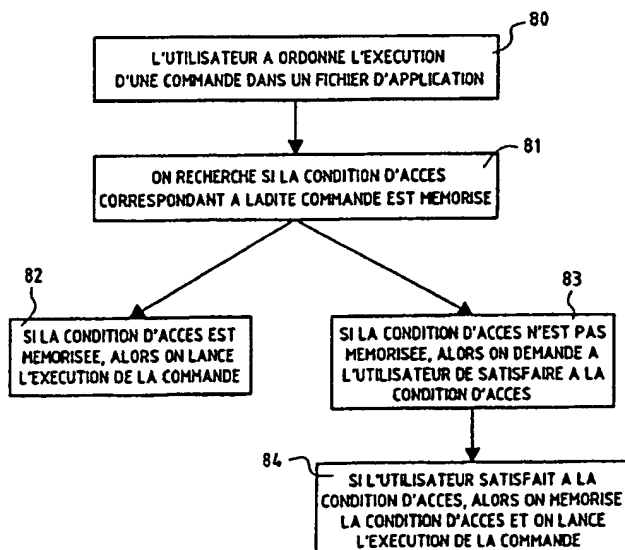 80
L'UTILISATEUR A ORDONNE L'EXECUTION
D'UNE COMMANDE DANS UN FICHIER D'APPLICATION
81
ON RECHERCHE SI LA CONDITION D'ACCES
CORRESPONDANT A LADITE COMMANDE EST MEMORISE
82
SI LA CONDITION D'ACCES EST
MEMORISEE, ALORS ON LANCE
L'EXECUTION DE LA COMMANDE
83
SI LA CONDITION D'ACCES N'EST PAS
MEMORISEE, ALORS ON DEMANDE A
L'UTILISATEUR DE SATISFAIRE A LA
CONDITION D'ACCES
84
SI L'UTILISATEUR SATISFAIT A LA
CONDITION D'ACCES, ALORS ON MEMORISE
LA CONDITION D'ACCES ET ON LANCE
L'EXECUTION DE LA COMMANDE